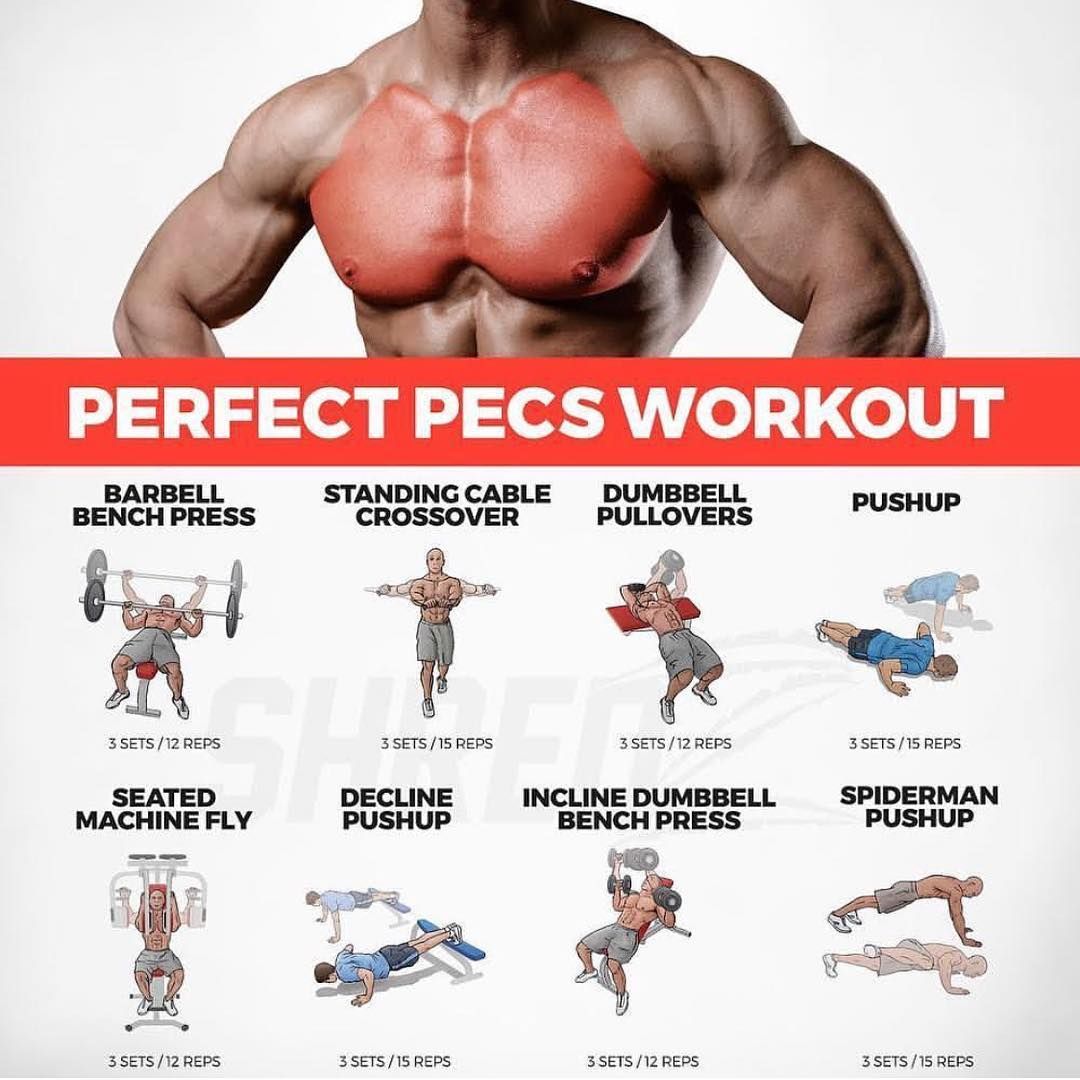 PERFECT PECS WORKOUT
BARBELL
BENCH PRESS
3 SETS / 12 REPS
STANDING CABLE
CROSSOVER
3 SETS / 15 REPS
DUMBBELL
PULLOVERS
3 SETS / 12 REPS
PUSHUP
3 SETS / 15 REPS
SHRED
SEATED
MACHINE FLY
3 SETS / 12 REPS
DECLINE
PUSHUP
3 SETS / 15 REPS
INCLINE DUMBBELL
BENCH PRESS
3 SETS / 12 REPS
SPIDERMAN
PUSHUP
3 SETS / 15 REPS